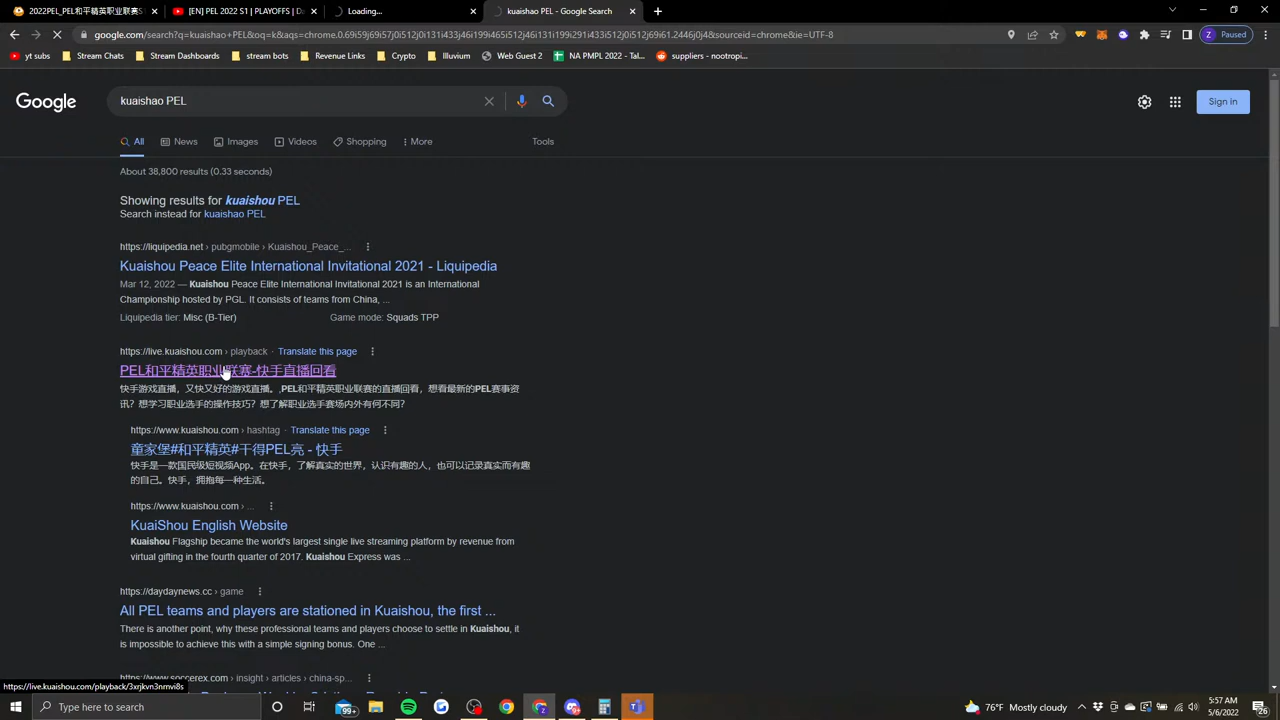 2022PEL_PEL和平精英职业联赛S1
[EN] PEL 2022 S1 | PLAYOFFS | Da
Loading...
kuaishao PEL - Google Search
google.com/search?q=kuaishao+PEL&oq=k&aqs=chrome.0.69i59j69i57j0i512j0i131i433j46i199i465i512j46i131i199i291i433i512j0i512j69i61.2446j0j4&sourceid=chrome&ie=UTF-8
Paused
yt subs
Stream Chats
Stream Dashboards
stream bots
Revenue Links
Crypto
Illuvium
Web Guest 2
NA PMPL 2022 - Tal...
suppliers - nootropi...
Google
kuaishao PEL
Sign in
All
News
Images
Videos
Shopping
More
Tools
About 38,800 results (0.33 seconds)
Showing results for kuaishou PEL
Search instead for kuaishao PEL
https://liquipedia.net › pubgmobile › Kuaishou_Peace_...
Kuaishou Peace Elite International Invitational 2021 - Liquipedia
Mar 12, 2022 — Kuaishou Peace Elite International Invitational 2021 is an International
Championship hosted by PGL. It consists of teams from China, ...
Liquipedia tier: Misc (B-Tier)
Game mode: Squads TPP
https://live.kuaishou.com › playback · Translate this page
PEL和平精英职业联赛-快手直播回看
快手游戏直播，又快又好的游戏直播。,PEL和平精英职业联赛的直播回看，想看最新的PEL赛事资
讯？想学习职业选手的操作技巧？想了解职业选手赛场内外有何不同？
https://www.kuaishou.com › hashtag · Translate this page
童家堡#和平精英#干得PEL亮 - 快手
快手是一款国民级短视频App。在快手，了解真实的世界，认识有趣的人，也可以记录真实而有趣
的自己。快手，拥抱每一种生活。
https://www.kuaishou.com › ...
KuaiShou English Website
Kuaishou Flagship became the world's largest single live streaming platform by revenue from
virtual gifting in the fourth quarter of 2017. Kuaishou Express was ...
https://daydaynews.cc › game
All PEL teams and players are stationed in Kuaishou, the first ...
There is another point, why these professional teams and players choose to settle in Kuaishou, it
is impossible to achieve this with a simple signing bonus. One ...
https://www.soccerex.com › insight › articles › china-sp...
https://live.kuaishou.com/playback/3xrjkvn3nrmvi8s
Type here to search
99+
76°F Mostly cloudy
5:57 AM
5/6/2022
26